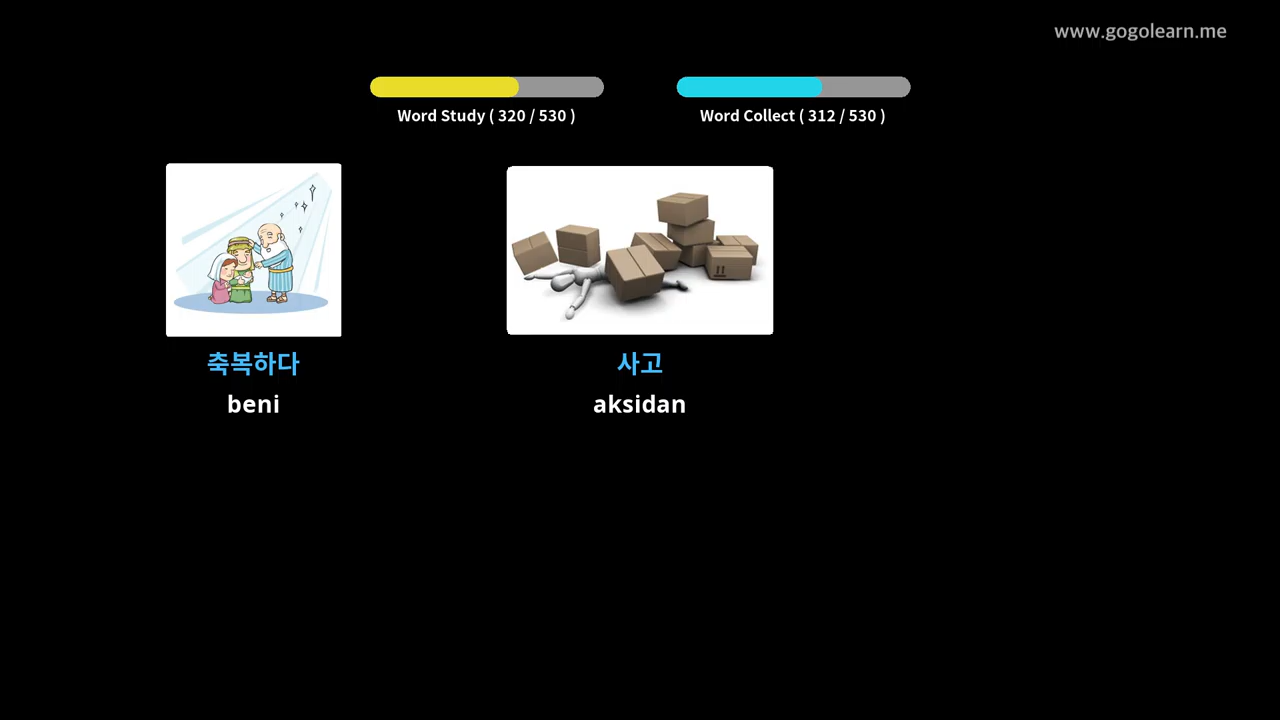 www.gogolearn.me
Word Study ( 320 / 530 )
Word Collect ( 312 / 530 )
축복하다
사고
beni
aksidan